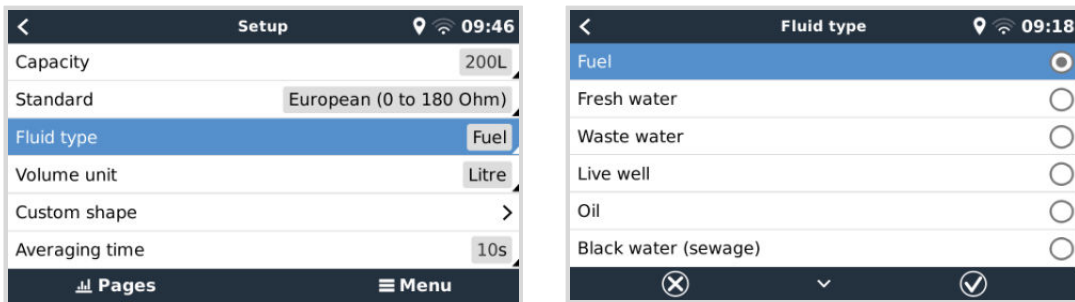 Setup 09:46
Capacity 200L
Standard European (0 to 180 Ohm)
Fluid type Fuel
Volume unit Litre
Custom shape
Averaging time 10s
Pages Menu
Fluid type 09:18
Fuel
Fresh water
Waste water
Live well
Oil
Black water (sewage)